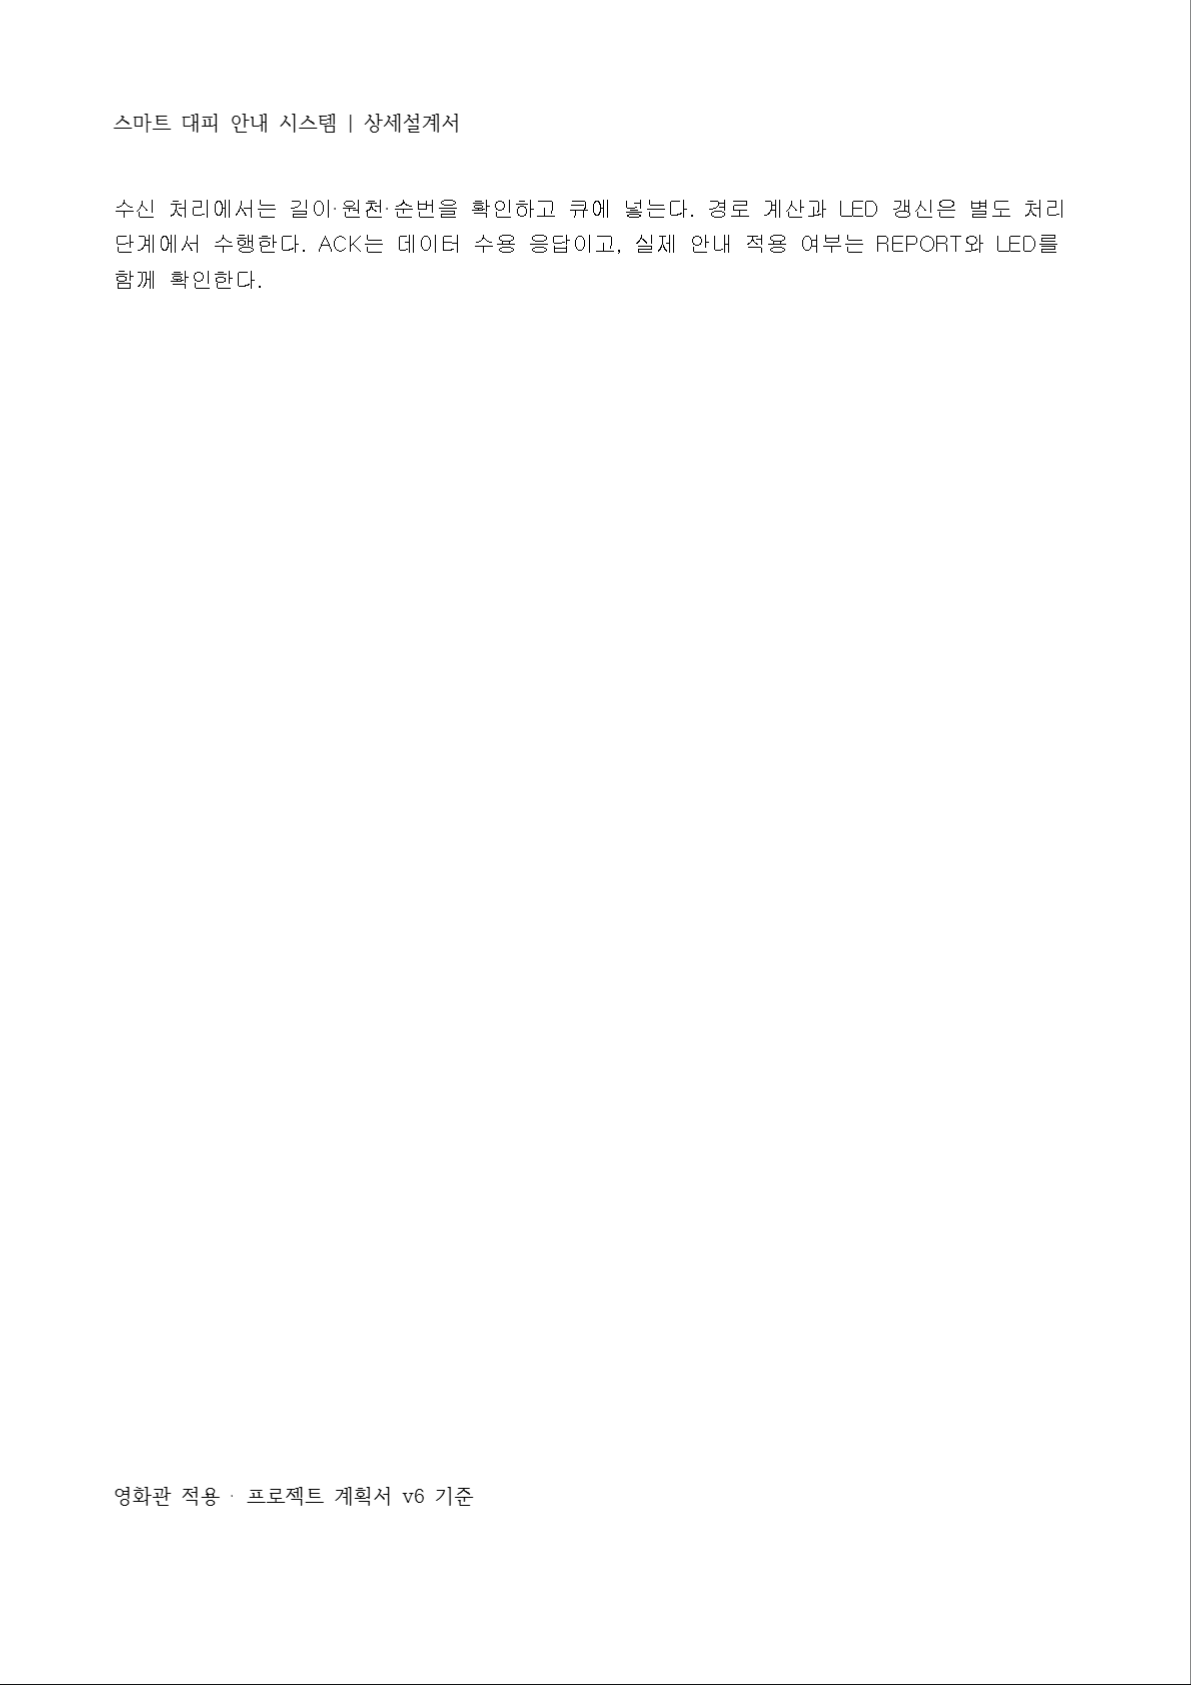 스마트 대피 안내 시스템 | 상세설계서
수신 처리에서는 길이·원천·순번을 확인하고 큐에 넣는다. 경로 계산과 LED 갱신은 별도 처리
단계에서 수행한다. ACK는 데이터 수용 응답이고, 실제 안내 적용 여부는 REPORT와 LED를
함께 확인한다.
영화관 적용 · 프로젝트 계획서 v6 기준